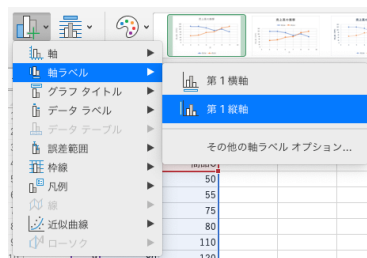 軸
軸ラベル
グラフ タイトル
データ ラベル
データ テーブル
誤差範囲
枠線
凡例
線
近似曲線
ローソク
第 1 横軸
第 1 縦軸
その他の軸ラベル オプション...
50
55
75
80
110
120